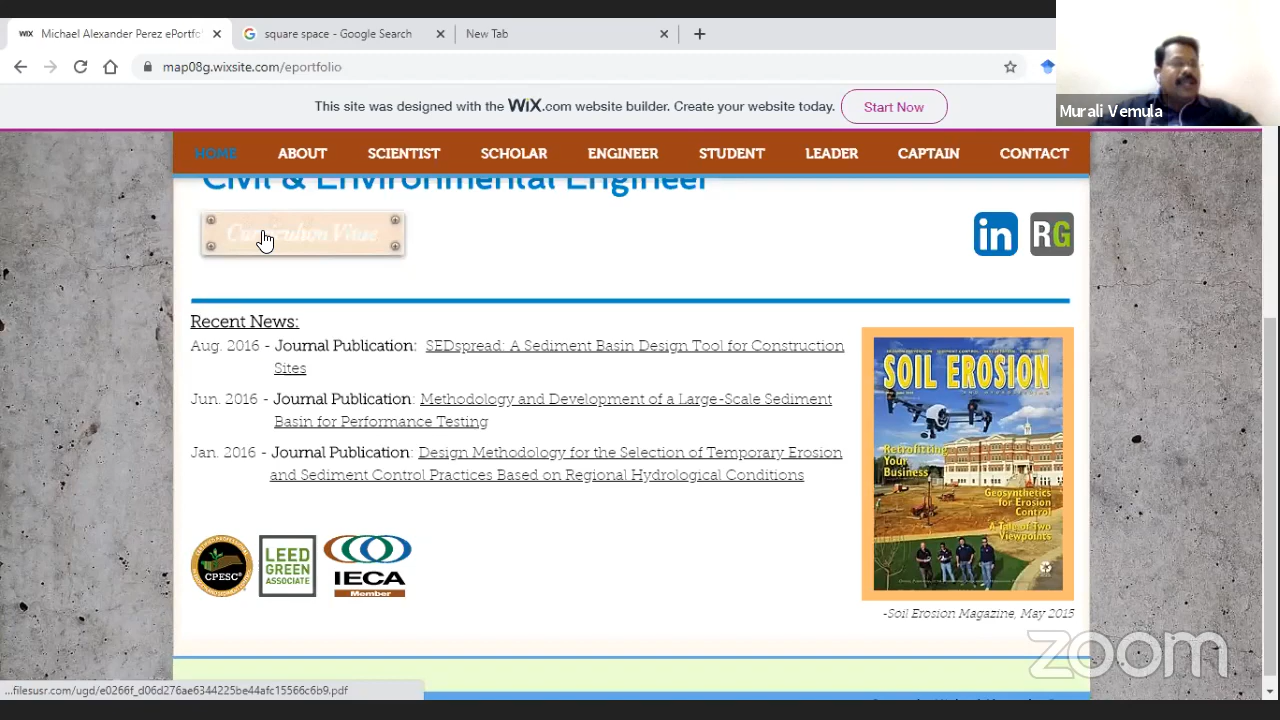 WIX Michael Alexander Perez ePortfo
square space - Google Search
New Tab
map08g.wixsite.com/eportfolio
This site was designed with the WiX.com website builder. Create your website today. Start Now
Murali Vemula
HOME ABOUT SCIENTIST SCHOLAR ENGINEER STUDENT LEADER CAPTAIN CONTACT
Civil & Environmental Engineer
Curriculum Vitae
in RG
Recent News:
Aug. 2016 - Journal Publication: SEDspread: A Sediment Basin Design Tool for Construction
Sites
Jun. 2016 - Journal Publication: Methodology and Development of a Large-Scale Sediment
Basin for Performance Testing
Jan. 2016 - Journal Publication: Design Methodology for the Selection of Temporary Erosion
and Sediment Control Practices Based on Regional Hydrological Conditions
SOIL EROSION
Retrofitting
Your
Business
Geosynthetics
for Erosion
Control
A Tale of Two
Viewpoints
CPESC
LEED
GREEN
ASSOCIATE
IECA
Member
-Soil Erosion Magazine, May 2015
zoom
...filesusr.com/ugd/e0266f_d06d276ae6344225be44afc15566c6b9.pdf